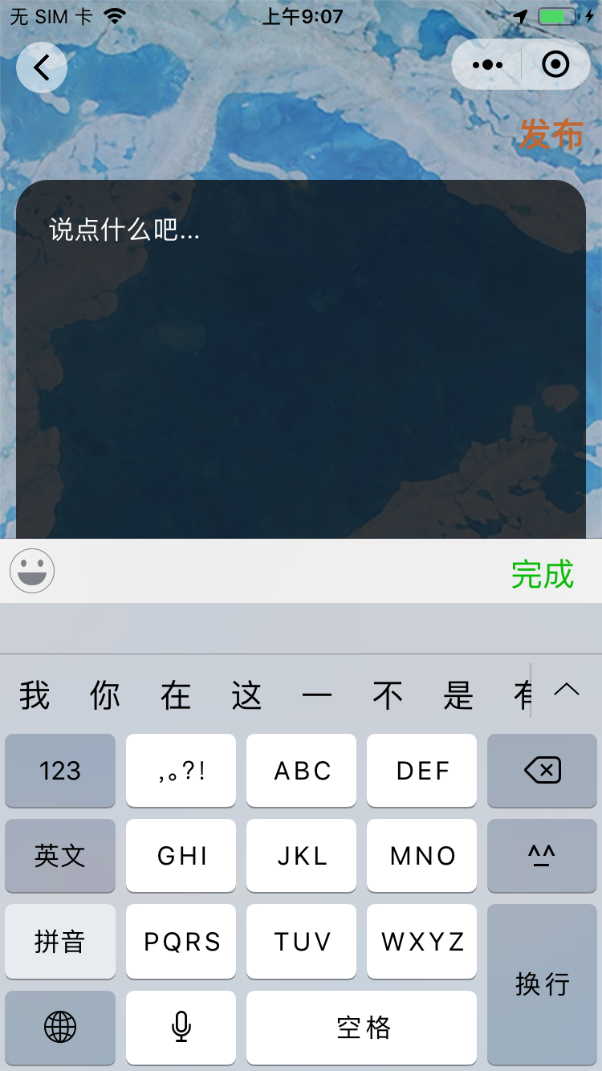 无 SIM 卡 上午9:07
发布
说点什么吧...
完成
我 你 在 这 一 不 是 有
123 ,。?! ABC DEF
英文 GHI JKL MNO ^^
拼音 PQRS TUV WXYZ
换行
空格